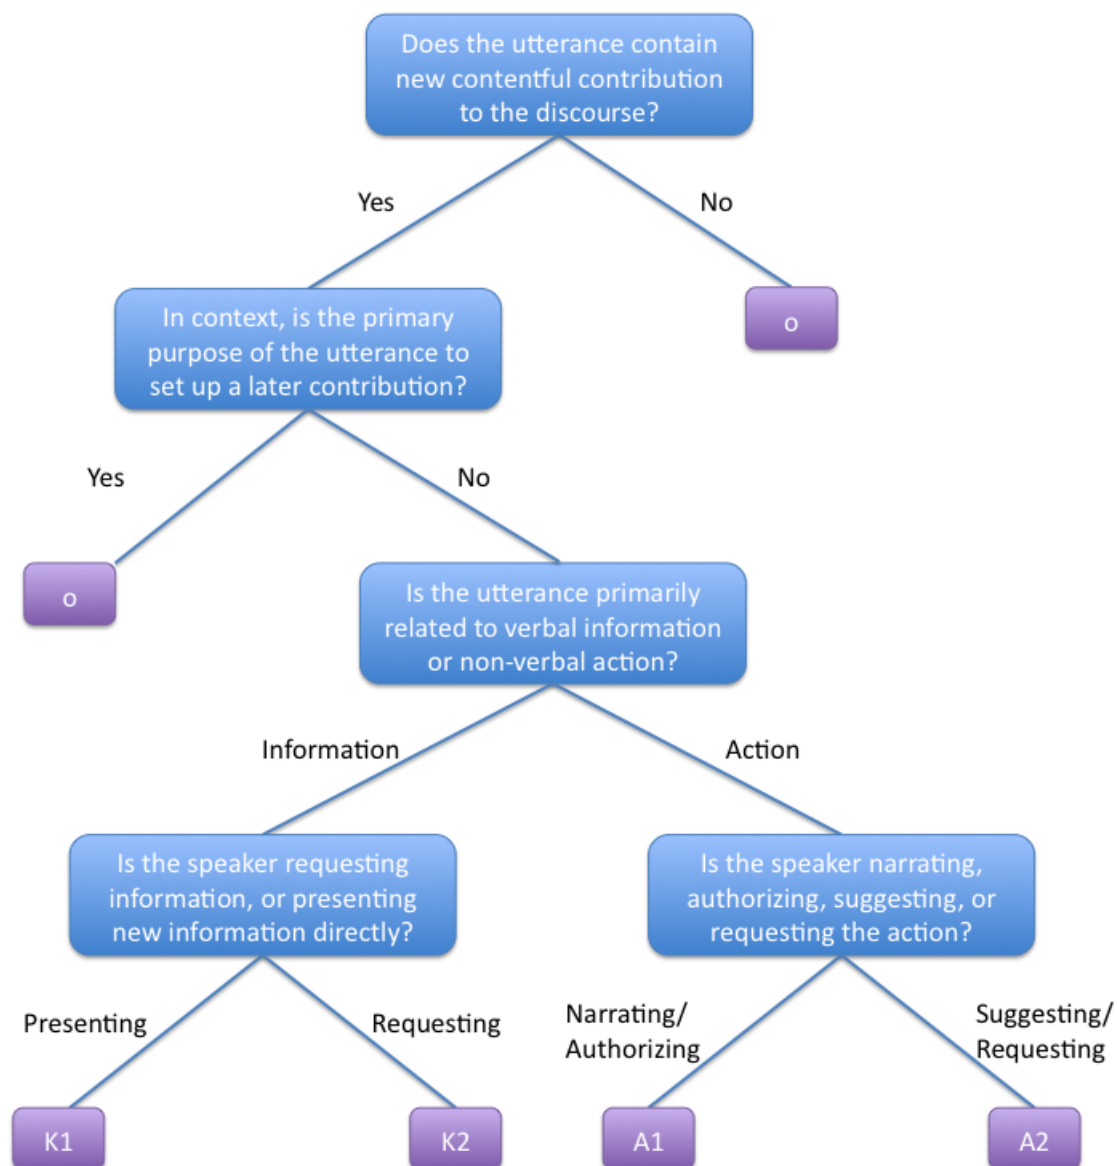 Does the utterance contain
new contentful contribution
to the discourse?
Yes
No
In context, is the primary
purpose of the utterance to
set up a later contribution?
o
Yes
No
o
Is the utterance primarily
related to verbal information
or non-verbal action?
Information
Action
Is the speaker requesting
information, or presenting
new information directly?
Is the speaker narrating,
authorizing, suggesting, or
requesting the action?
Presenting
Requesting
Narrating/
Authorizing
Suggesting/
Requesting
K1
K2
A1
A2